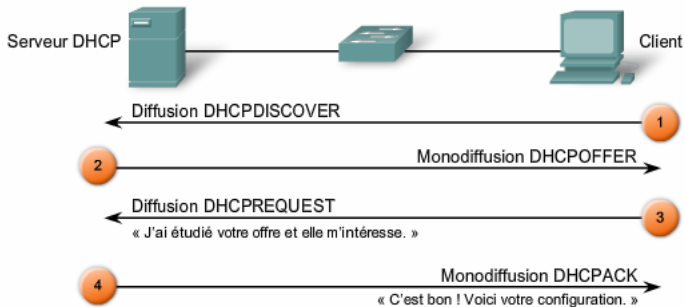 Serveur DHCP
Client
Diffusion DHCPDISCOVER
1
2
Monodiffusion DHCPOFFER
Diffusion DHCPREQUEST
3
« J'ai étudié votre offre et elle m'intéresse. »
4
Monodiffusion DHCPACK
« C'est bon ! Voici votre configuration. »